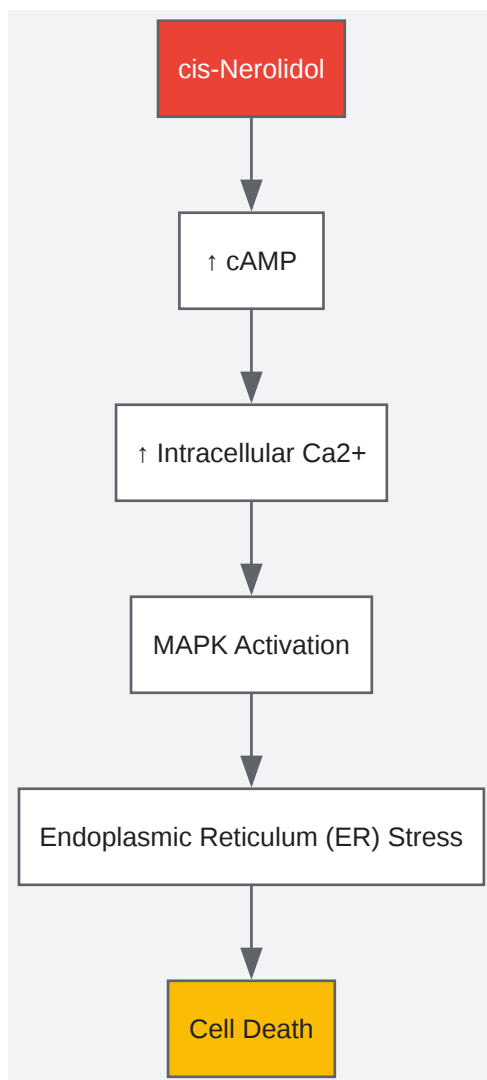 cis-Nerolidol
↑ cAMP
↑ Intracellular Ca2+
MAPK Activation
Endoplasmic Reticulum (ER) Stress
Cell Death